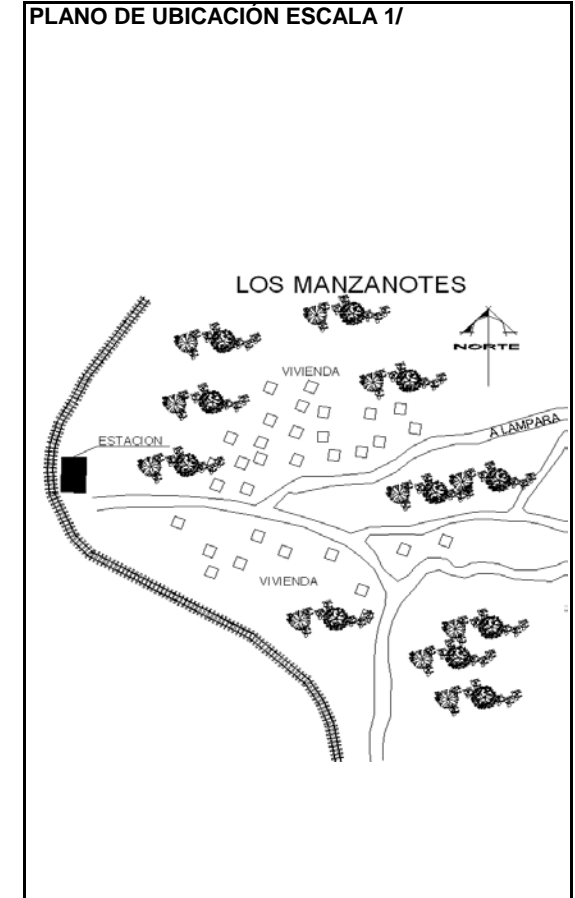 PLANO DE UBICACIÓN ESCALA 1/
LOS MANZANOTES
NORTE
VIVIENDA
A LAMPARA
ESTACION
VIVIENDA